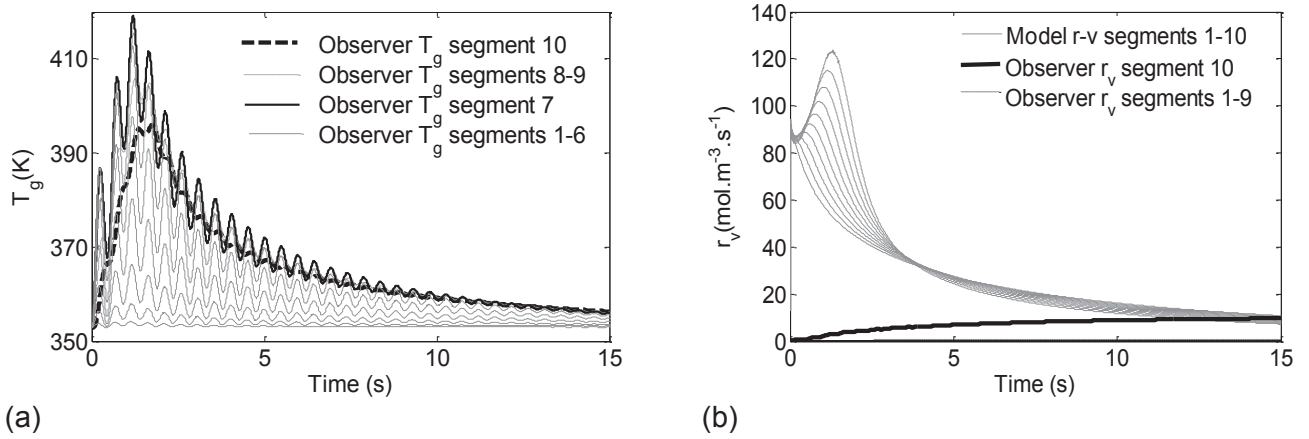 410
390
370
350
T_g(K)
0
5
10
15
Time (s)
Observer T_g segment 10
Observer T_g segments 8-9
Observer T_g segment 7
Observer T_g segments 1-6
(a)
140
120
100
80
60
40
20
0
r_v(mol.m⁻³.s⁻¹)
0
5
10
15
Time (s)
Model r-v segments 1-10
Observer r_v segment 10
Observer r_v segments 1-9
(b)